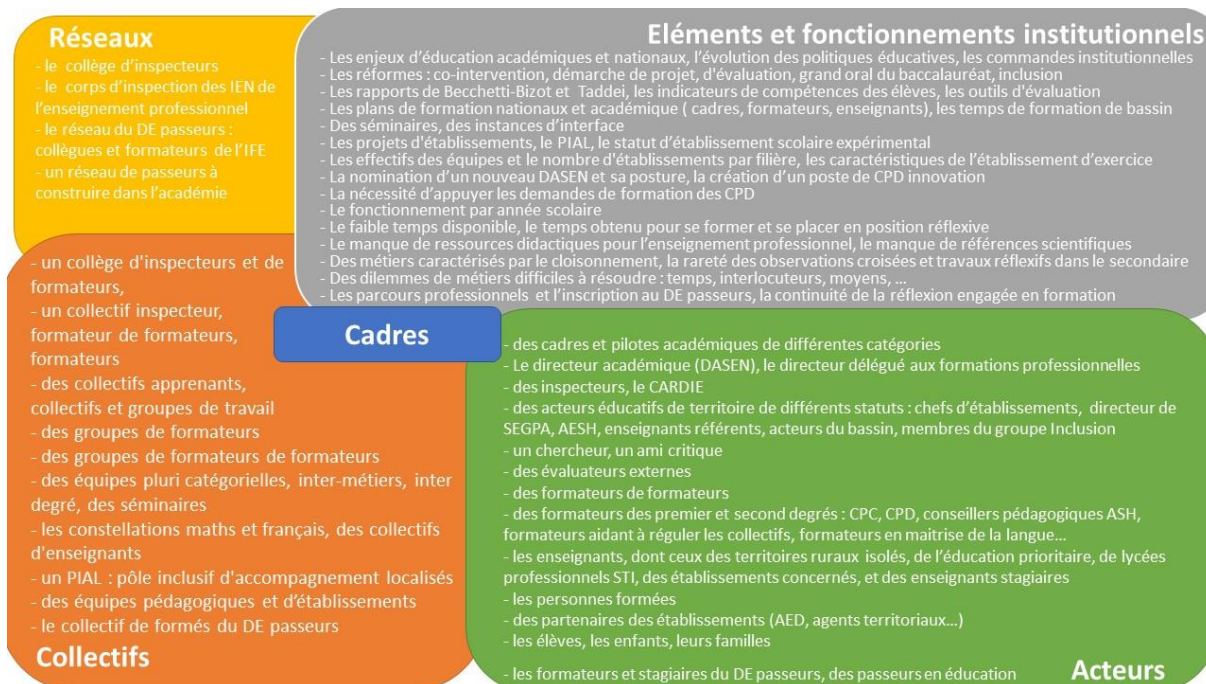 Réseaux
- le collège d'inspecteurs
- le corps d'inspection des IEN de
l'enseignement professionnel
- le réseau du DE passeurs :
collègues et formateurs de l'IFE
- un réseau de passeurs à
construire dans l'académie
Eléments et fonctionnements institutionnels
- Les enjeux d'éducation académiques et nationaux, l'évolution des politiques éducatives, les commandes institutionnelles
- Les réformes : co-intervention, démarche de projet, d'évaluation, grand oral du baccalauréat, inclusion
- Les rapports de Becchetti-Bizot et Taddei, les indicateurs de compétences des élèves, les outils d'évaluation
- Les plans de formation nationaux et académique ( cadres, formateurs, enseignants), les temps de formation de bassin
- Des séminaires, des instances d'interface
- Les projets d'établissements, le PIAL, le statut d'établissement scolaire expérimental
- Les effectifs des équipes et le nombre d'établissements par filière, les caractéristiques de l'établissement d'exercice
- La nomination d'un nouveau DASEN et sa posture, la création d'un poste de CPD innovation
- La nécessité d'appuyer les demandes de formation des CPD
- Le fonctionnement par année scolaire
- Le faible temps disponible, le temps obtenu pour se former et se placer en position réflexive
- Le manque de ressources didactiques pour l'enseignement professionnel, le manque de références scientifiques
- Des métiers caractérisés par le cloisonnement, la rareté des observations croisées et travaux réflexifs dans le secondaire
- Des dilemmes de métiers difficiles à résoudre : temps, interlocuteurs, moyens, ...
- Les parcours professionnels et l'inscription au DE passeurs, la continuité de la réflexion engagée en formation
Cadres
- un collège d'inspecteurs et de
formateurs,
- un collectif inspecteur,
formateur de formateurs,
formateurs
- des collectifs apprenants,
collectifs et groupes de travail
- des groupes de formateurs
- des groupes de formateurs de formateurs
- des équipes pluri catégorielles, inter-métiers, inter
degré, des séminaires
- les constellations maths et français, des collectifs
d'enseignants
- un PIAL : pôle inclusif d'accompagnement localisés
- des équipes pédagogiques et d'établissements
- le collectif de formés du DE passeurs
Collectifs
- des cadres et pilotes académiques de différentes catégories
- Le directeur académique (DASEN), le directeur délégué aux formations professionnelles
- des inspecteurs, le CARDIE
- des acteurs éducatifs de territoire de différents statuts : chefs d'établissements, directeur de
SEGPA, AESH, enseignants référents, acteurs du bassin, membres du groupe Inclusion
- un chercheur, un ami critique
- des évaluateurs externes
- des formateurs de formateurs
- des formateurs des premier et second degrés : CPC, CPD, conseillers pédagogiques ASH,
formateurs aidant à réguler les collectifs, formateurs en maitrise de la langue...
- les enseignants, dont ceux des territoires ruraux isolés, de l'éducation prioritaire, de lycées
professionnels STI, des établissements concernés, et des enseignants stagiaires
- les personnes formées
- des partenaires des établissements (AED, agents territoriaux...)
- les élèves, les enfants, leurs familles
- les formateurs et stagiaires du DE passeurs, des passeurs en éducation
Acteurs